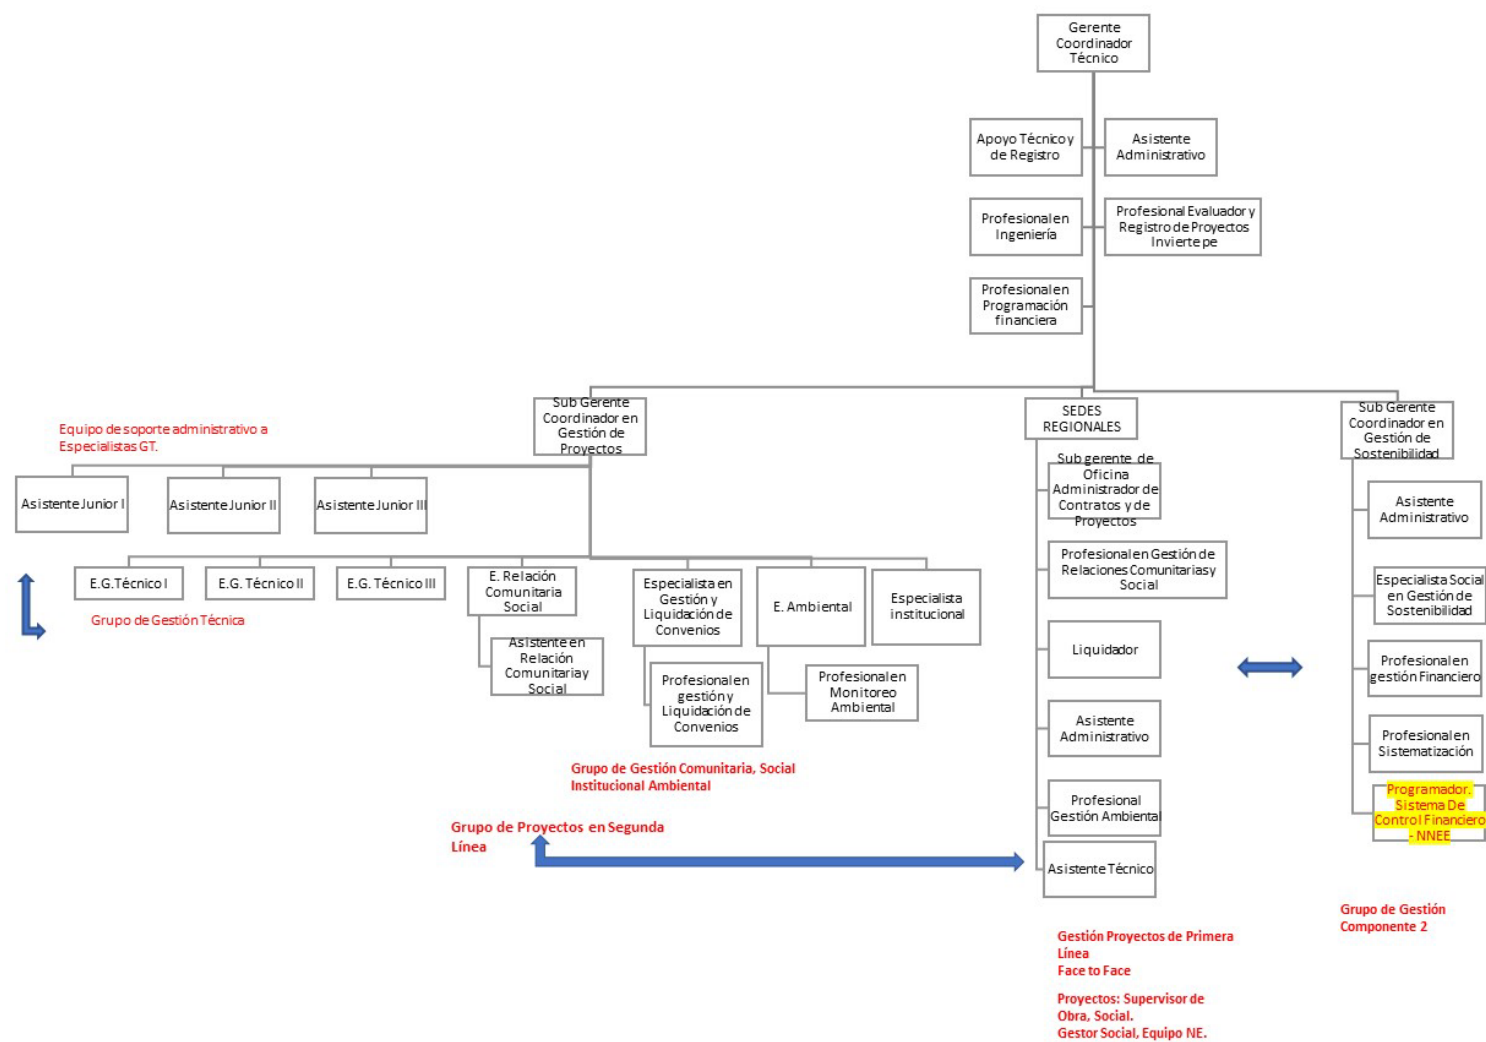 Gerente
Coordinador
Técnico
Apoyo Técnico y
de Registro
Asistente
Administrativo
Profesional en
Ingeniería
Profesional Evaluador y
Registro de Proyectos
Invierte pe
Profesional en
Programación
financiera
Sub Gerente
Coordinador en
Gestión de
Proyectos
SEDES
REGIONALES
Sub Gerente
Coordinador en
Gestión de
Sostenibilidad
Equipo de soporte administrativo a
Especialistas GT.
Asistente Junior I
Asistente Junior II
Asistente Junior III
E.G.Técnico I
E.G. Técnico II
E.G. Técnico III
E. Relación
Comunitaria
Social
Especialista en
Gestión y
Liquidación de
Convenios
E. Ambiental
Especialista
institucional
Grupo de Gestión Técnica
Asistente en
Relación
Comunitaria y
Social
Profesional en
gestión y
Liquidación de
Convenios
Profesional en
Monitoreo
Ambiental
Grupo de Gestión Comunitaria, Social
Institucional Ambiental
Grupo de Proyectos en Segunda
Línea
Sub gerente de
Oficina
Administrador de
Contratos y de
Proyectos
Profesional en Gestión de
Relaciones Comunitarias y
Social
Liquidador
Asistente
Administrativo
Profesional
Gestión Ambiental
Asistente Técnico
Gestión Proyectos de Primera
Línea
Face to Face
Proyectos: Supervisor de
Obra, Social.
Gestor Social, Equipo NE.
Asistente
Administrativo
Especialista Social
en Gestión de
Sostenibilidad
Profesional en
gestión Financiero
Profesional en
Sistematización
Programador.
Sistema De
Control Financiero
- NNEE
Grupo de Gestión
Componente 2